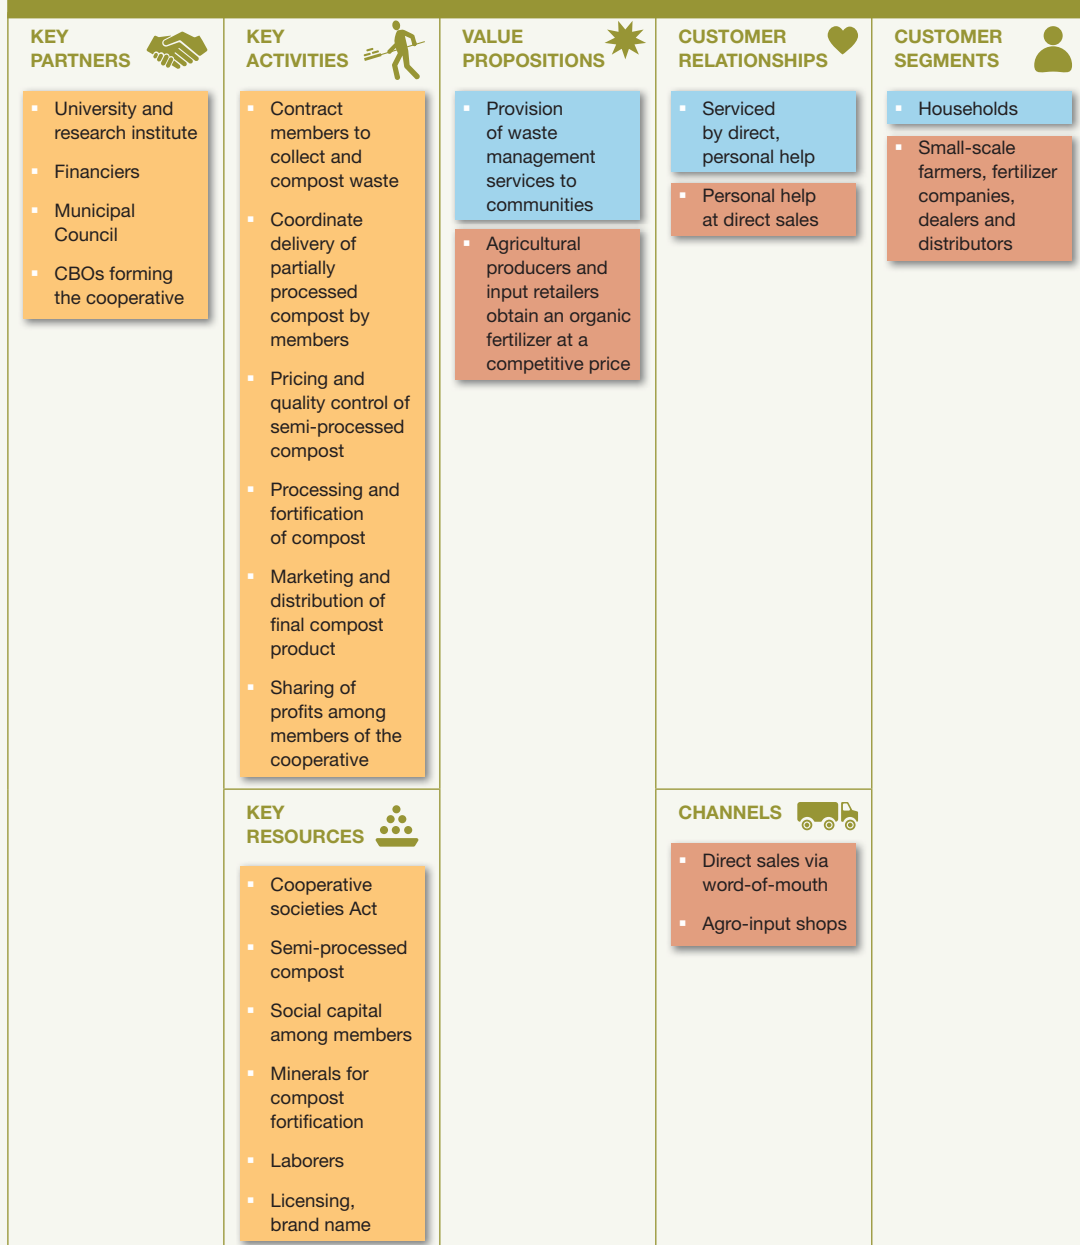 KEY
PARTNERS
University and
research institute
Financiers
Municipal
Council
CBOs forming
the cooperative
KEY
ACTIVITIES
Contract
members to
collect and
compost waste
Coordinate
delivery of
partially
processed
compost by
members
Pricing and
quality control of
semi-processed
compost
Processing and
fortification
of compost
Marketing and
distribution of
final compost
product
Sharing of
profits among
members of the
cooperative
KEY
RESOURCES
Cooperative
societies Act
Semi-processed
compost
Social capital
among members
Minerals for
compost
fortification
Laborers
Licensing,
brand name
VALUE
PROPOSITIONS
Provision
of waste
management
services to
communities
Agricultural
producers and
input retailers
obtain an organic
fertilizer at a
competitive price
CUSTOMER
RELATIONSHIPS
Serviced
by direct,
personal help
Personal help
at direct sales
CHANNELS
Direct sales via
word-of-mouth
Agro-input shops
CUSTOMER
SEGMENTS
Households
Small-scale
farmers, fertilizer
companies,
dealers and
distributors